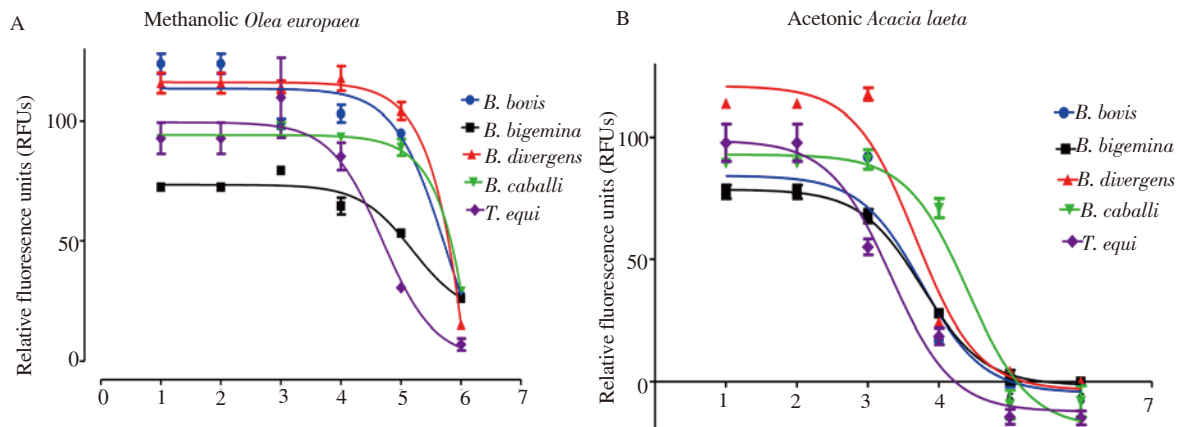 A
Methanolic Olea europaea
Relative fluoresence units (RFUs)
100
50
0
0 1 2 3 4 5 6 7
B. bovis
B. bigemina
B. divergens
B. caballi
T. equi
B
Acetonic Acacia laeta
Relative fluorescence units (RFUs)
100
50
0
1 2 3 4 5 7
B. bovis
B. bigemina
B. divergens
B. caballi
T. equi